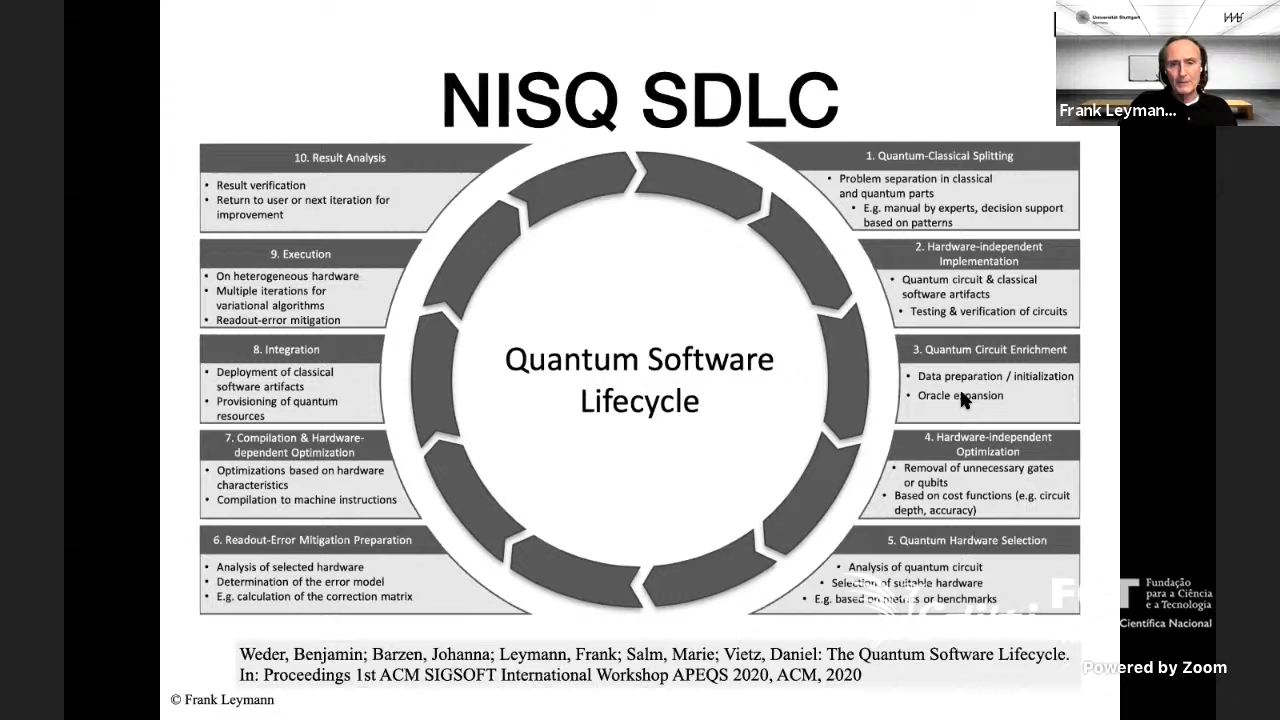 NISQ SDLC
Universität Stuttgart
Frank Leyman...
10. Result Analysis
• Result verification
• Return to user or next iteration for
improvement
9. Execution
• On heterogeneous hardware
• Multiple iterations for
variational algorithms
• Readout-error mitigation
8. Integration
• Deployment of classical
software artifacts
• Provisioning of quantum
resources
7. Compilation & Hardware-
dependent Optimization
• Optimizations based on hardware
characteristics
• Compilation to machine instructions
6. Readout-Error Mitigation Preparation
• Analysis of selected hardware
• Determination of the error model
• E.g. calculation of the correction matrix
Quantum Software
Lifecycle
1. Quantum-Classical Splitting
• Problem separation in classical
and quantum parts
• E.g. manual by experts, decision support
based on patterns
2. Hardware-independent
Implementation
• Quantum circuit & classical
software artifacts
• Testing & verification of circuits
3. Quantum Circuit Enrichment
• Data preparation / initialization
• Oracle expansion
4. Hardware-independent
Optimization
• Removal of unnecessary gates
or qubits
• Based on cost functions (e.g. circuit
depth, accuracy)
5. Quantum Hardware Selection
• Analysis of quantum circuit
• Selection of suitable hardware
• E.g. based on metrics or benchmarks
Fundação
para a Ciência
e a Tecnologia
Científica Nacional
Weder, Benjamin; Barzen, Johanna; Leymann, Frank; Salm, Marie; Vietz, Daniel: The Quantum Software Lifecycle.
In: Proceedings 1st ACM SIGSOFT International Workshop APEQS 2020, ACM, 2020
Powered by Zoom
© Frank Leymann